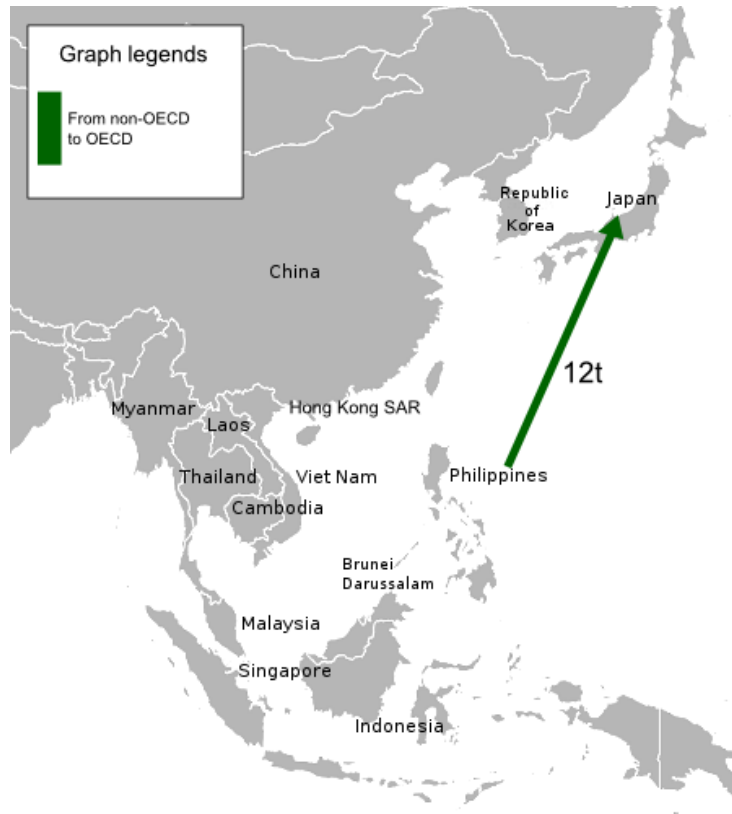 Graph legends
From non-OECD
to OECD
Republic
of
Korea
Japan
China
12t
Myanmar
Hong Kong SAR
Laos
Thailand
Viet Nam
Philippines
Cambodia
Brunei
Darussalam
Malaysia
Singapore
Indonesia